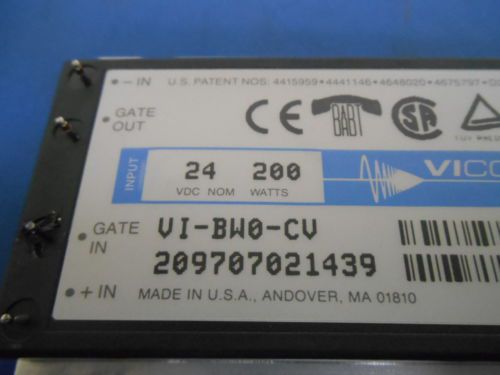 − IN U.S. PATENT NOS: 4415959 • 4441146 • 4648020 • 4675797 •
GATE OUT
CE BABT SA
INPUT
24 200
VDC NOM WATTS
GATE IN
VI-BW0-CV
209707021439
+ IN MADE IN U.S.A., ANDOVER, MA 01810